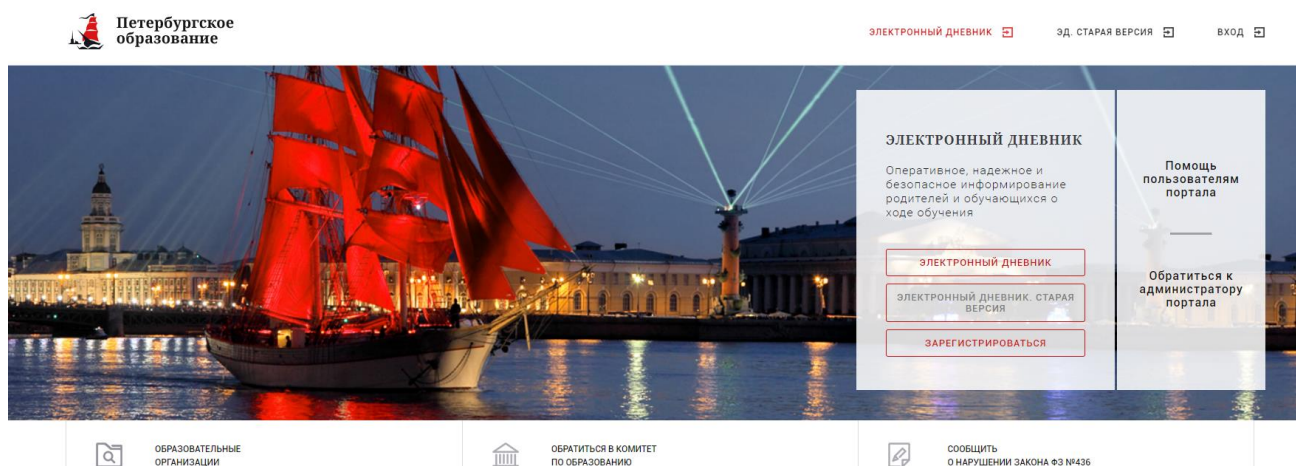 Петербургское
образование
ЭЛЕКТРОННЫЙ ДНЕВНИК
ЭД. СТАРАЯ ВЕРСИЯ
ВХОД
ЭЛЕКТРОННЫЙ ДНЕВНИК
Оперативное, надежное и
безопасное информирование
родителей и обучающихся о
ходе обучения
ЭЛЕКТРОННЫЙ ДНЕВНИК
ЭЛЕКТРОННЫЙ ДНЕВНИК. СТАРАЯ
ВЕРСИЯ
ЗАРЕГИСТРИРОВАТЬСЯ
Помощь
пользователям
портала
Обратиться к
администратору
портала
ОБРАЗОВАТЕЛЬНЫЕ
ОРГАНИЗАЦИИ
ОБРАТИТЬСЯ В КОМИТЕТ
ПО ОБРАЗОВАНИЮ
СООБЩИТЬ
О НАРУШЕНИИ ЗАКОНА ФЗ №436